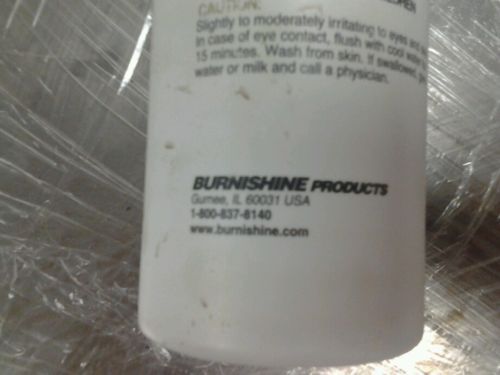 CAUTION:
Slightly to moderately irritating to eyes and
In case of eye contact, flush with cool water
15 minutes. Wash from skin. If swallowed,
water or milk and call a physician.
BURNISHINE PRODUCTS
Gurnee, IL 60031 USA
1-800-837-8140
www.burnishine.com